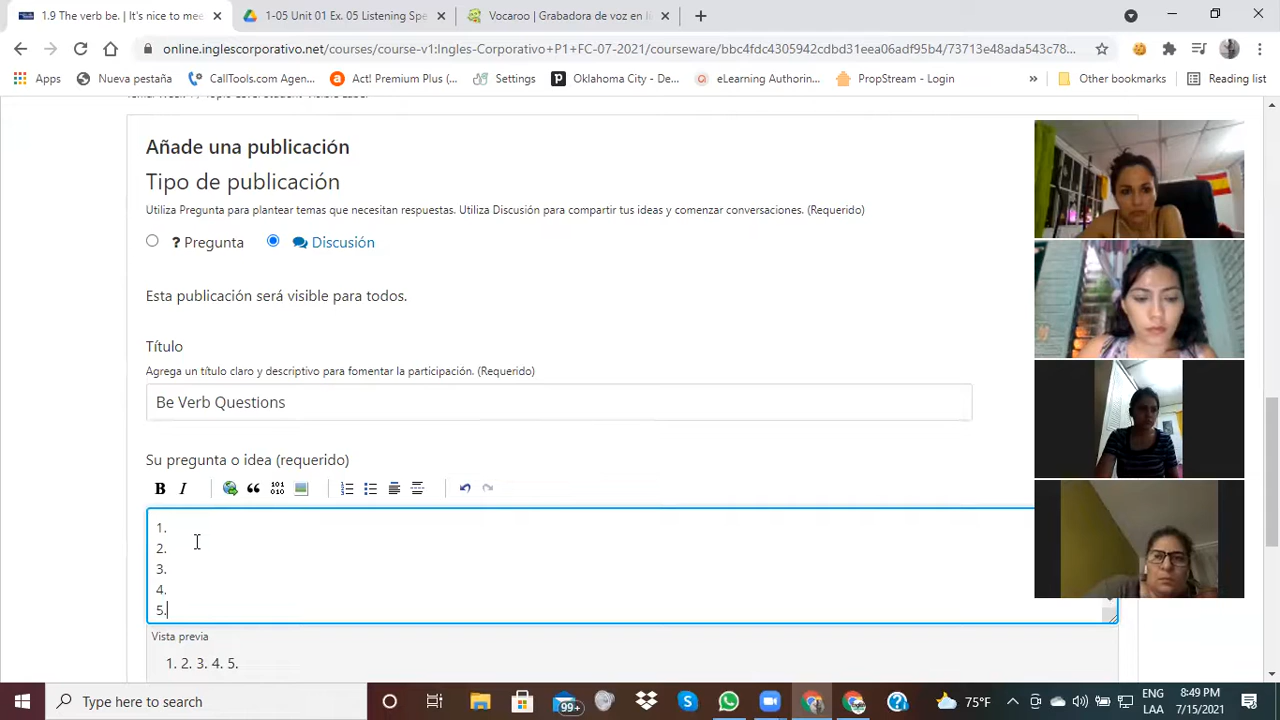 1.9 The verb be. | It's nice to mee
1-05 Unit 01 Ex. 05 Listening Spe
Vocaroo | Grabadora de voz en lí
online.inglescorporativo.net/courses/course-v1:Ingles-Corporativo+P1+FC-07-2021/courseware/bbc4fdc4305942cdbd31eea06adf95b4/73713e48ada543c78...
Apps
Nueva pestaña
CallTools.com Agen...
Act! Premium Plus (...
Settings
Oklahoma City - De...
eLearning Authorin...
PropStream - Login
»
Other bookmarks
Reading list
Añade una publicación
Tipo de publicación
Utiliza Pregunta para plantear temas que necesitan respuestas. Utiliza Discusión para compartir tus ideas y comenzar conversaciones. (Requerido)
? Pregunta
Discusión
Esta publicación será visible para todos.
Título
Agrega un título claro y descriptivo para fomentar la participación. (Requerido)
Be Verb Questions
Su pregunta o idea (requerido)
B I
1.
2.
3.
4.
5.
Vista previa
1. 2. 3. 4. 5.
Type here to search
99+
75°F
ENG
LAA
8:49 PM
7/15/2021